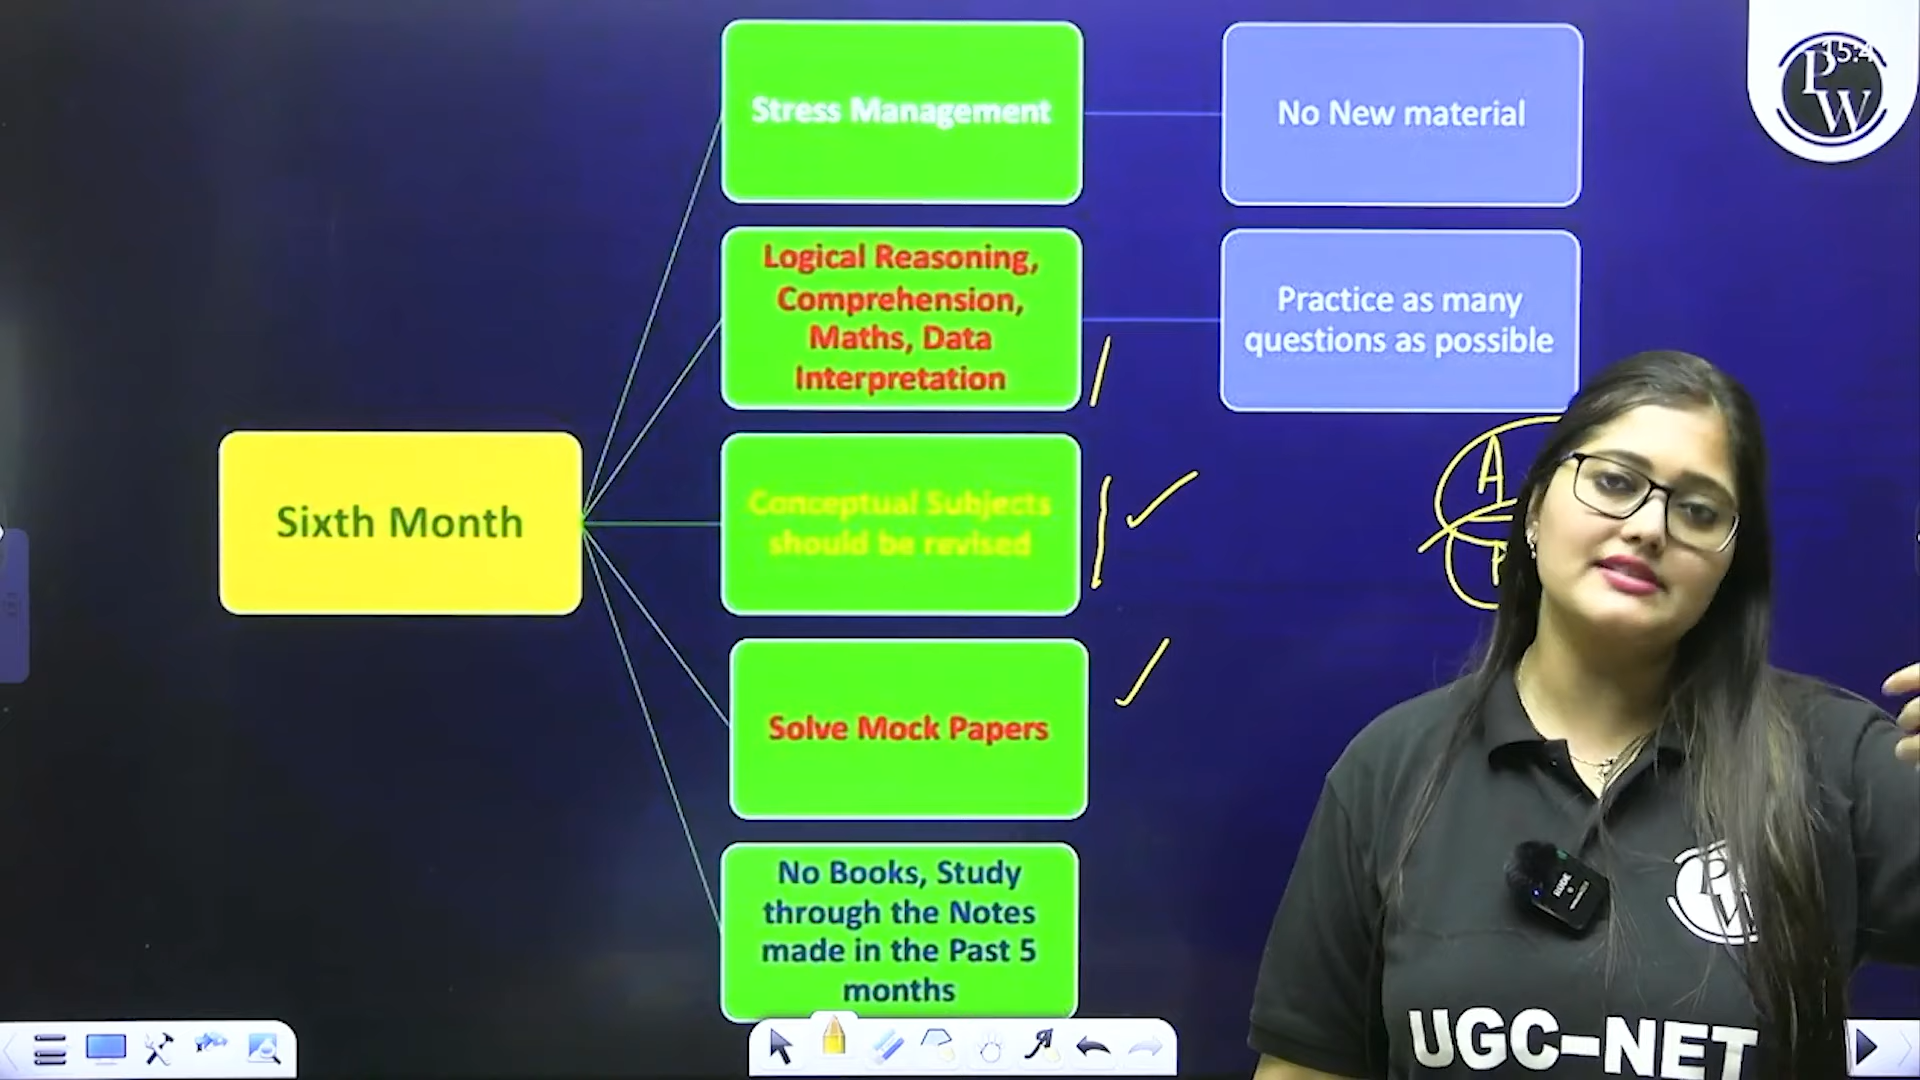 Stress Management
No New material
Logical Reasoning,
Comprehension,
Maths, Data
Interpretation
Practice as many
questions as possible
Sixth Month
Conceptual Subjects
should be revised
Solve Mock Papers
No Books, Study
through the Notes
made in the Past 5
months
A
PW
UGC-NET